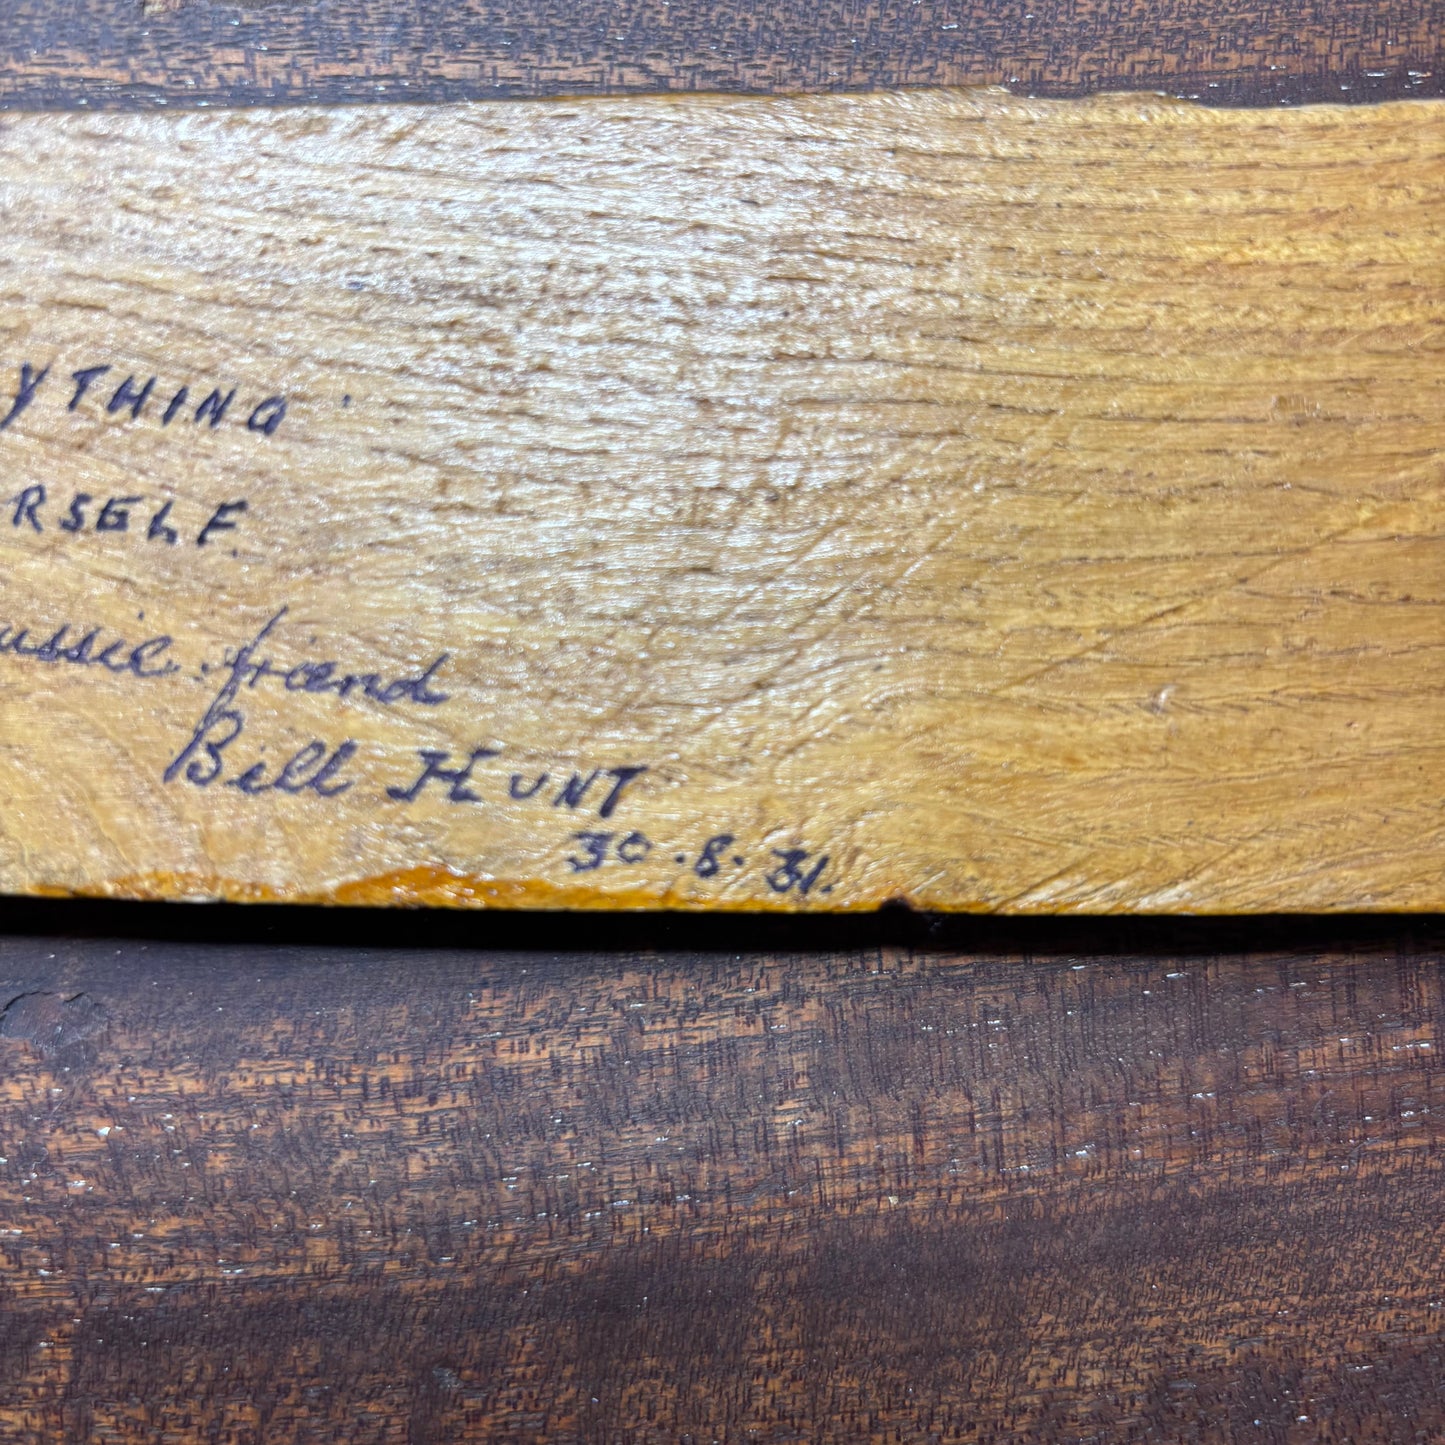 YTHING
RSELF.
ussie friend
Bill HUNT
30.8.31.